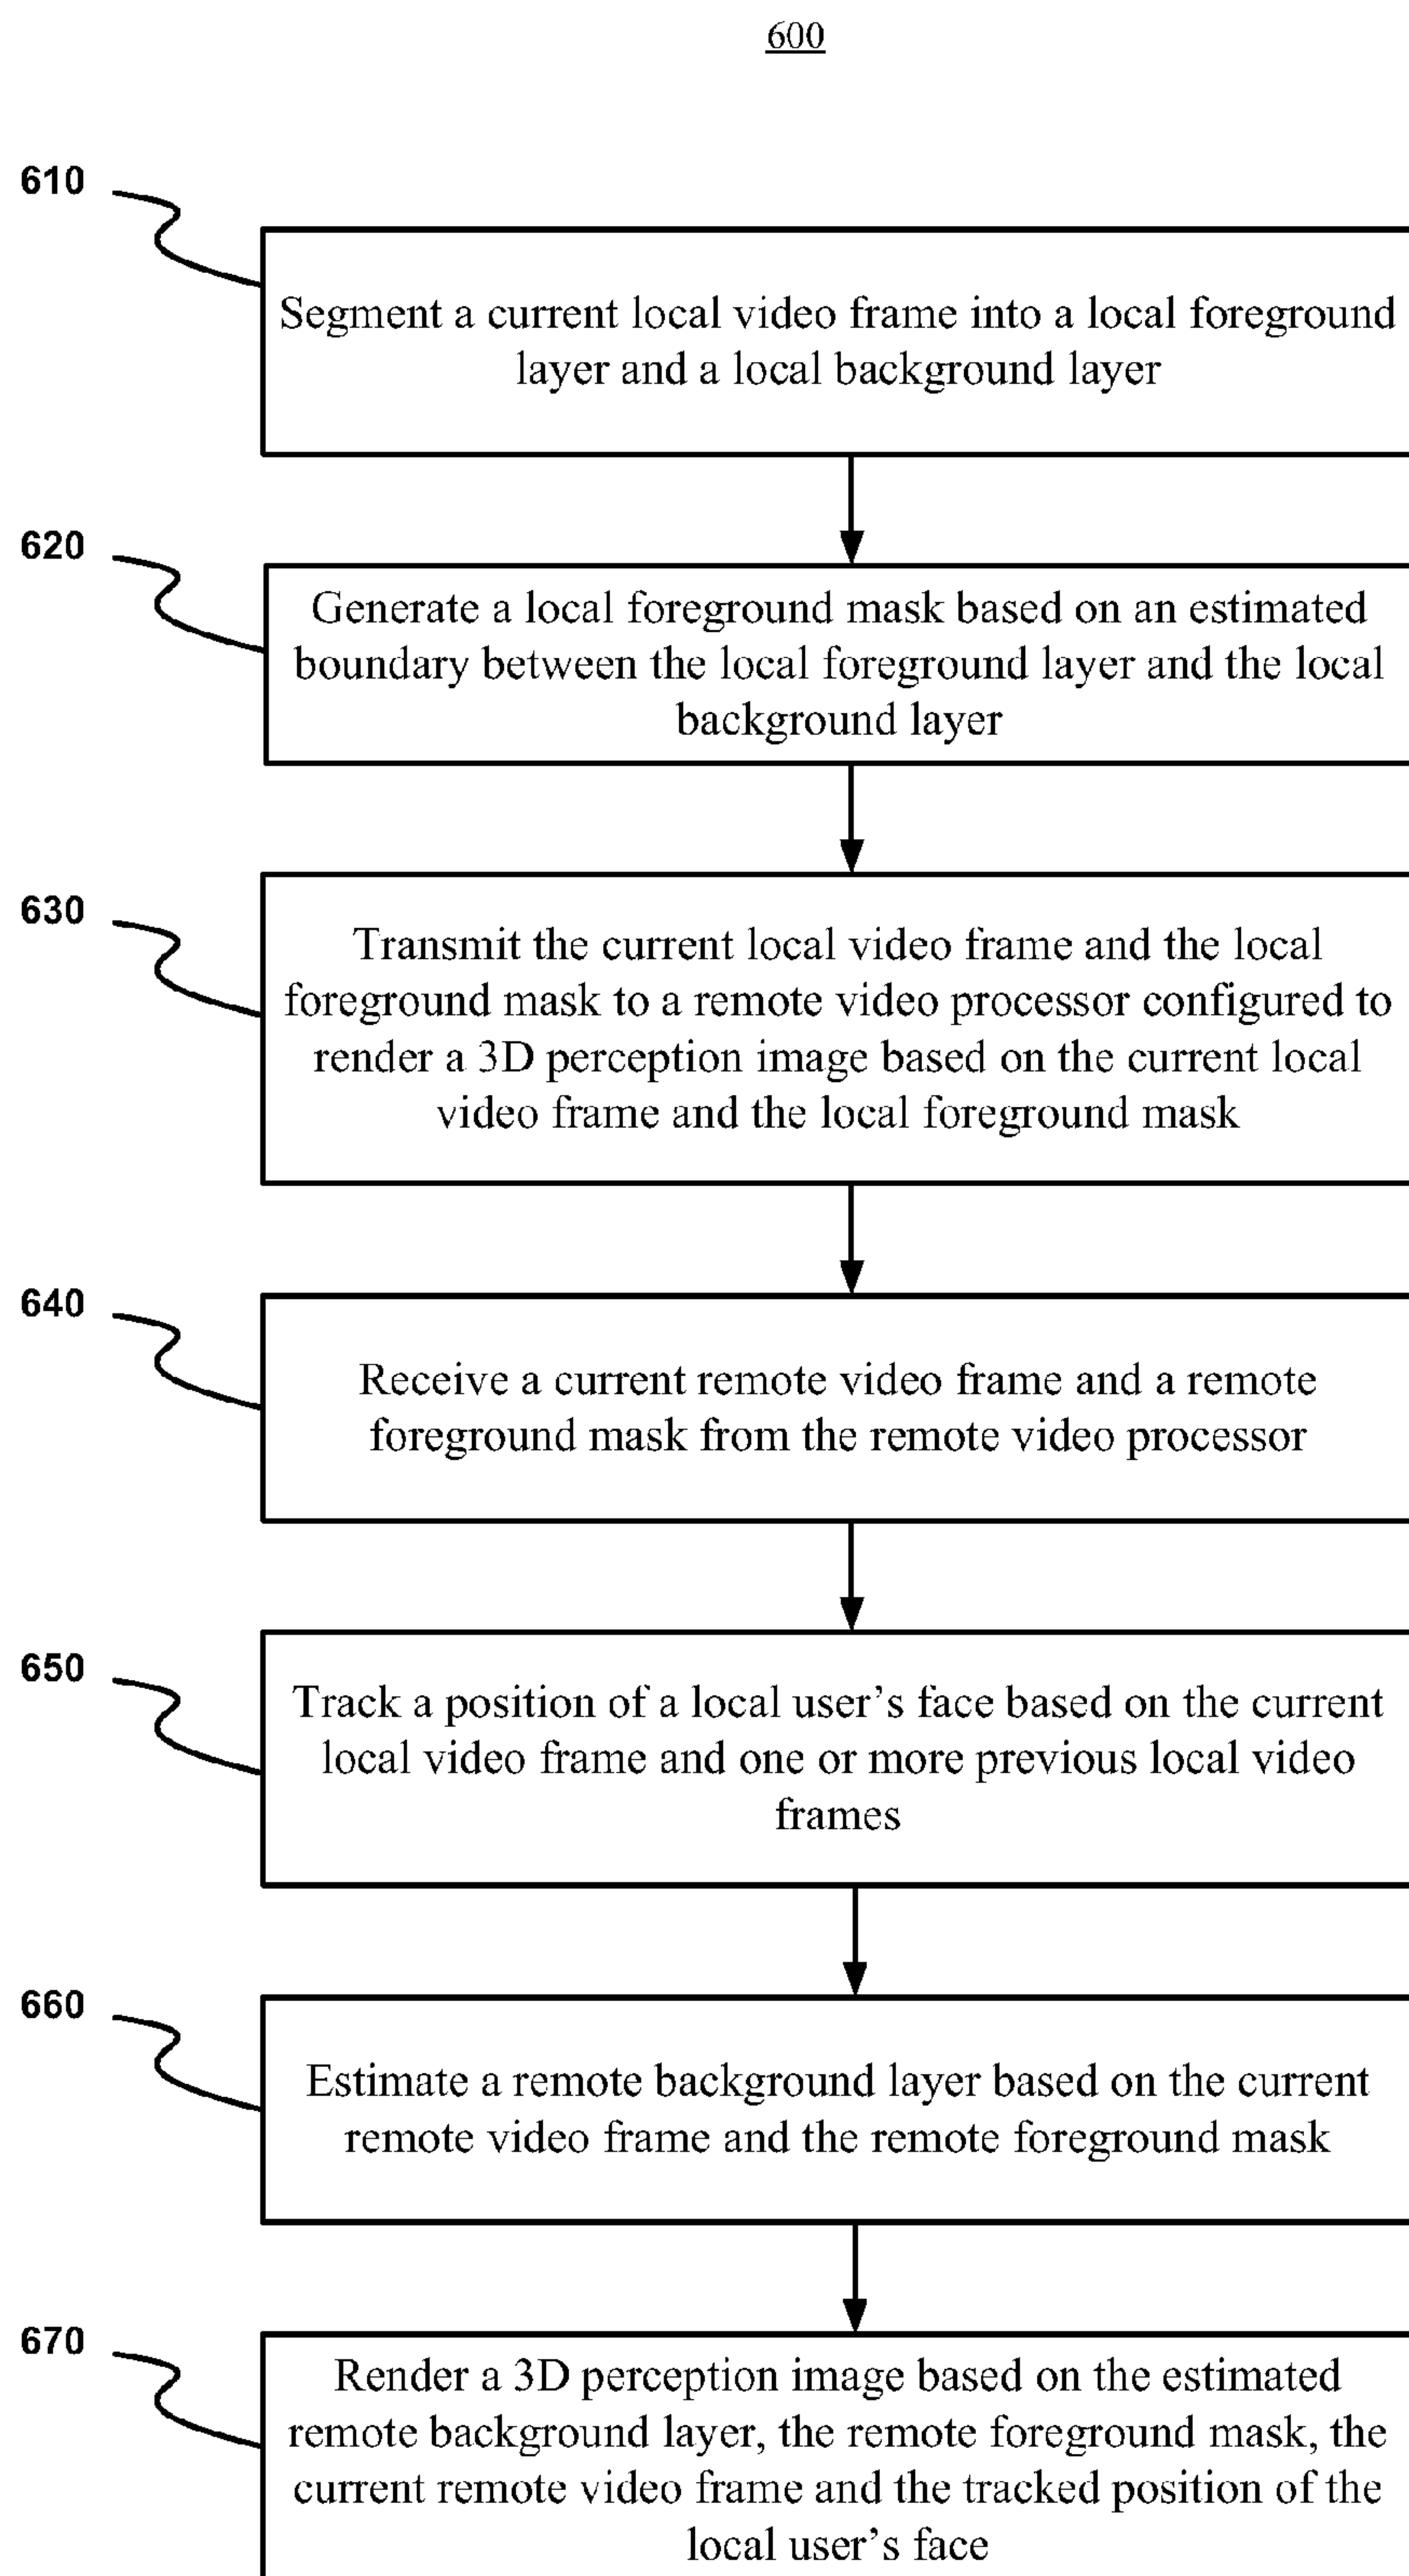 600
610
Segment a current local video frame into a local foreground
layer and a local background layer
620
Generate a local foreground mask based on an estimated
boundary between the local foreground layer and the local
background layer
630
Transmit the current local video frame and the local
foreground mask to a remote video processor configured to
render a 3D perception image based on the current local
video frame and the local foreground mask
640
Receive a current remote video frame and a remote
foreground mask from the remote video processor
650
Track a position of a local user's face based on the current
local video frame and one or more previous local video
frames
660
Estimate a remote background layer based on the current
remote video frame and the remote foreground mask
670
Render a 3D perception image based on the estimated
remote background layer, the remote foreground mask, the
current remote video frame and the tracked position of the
local user's face